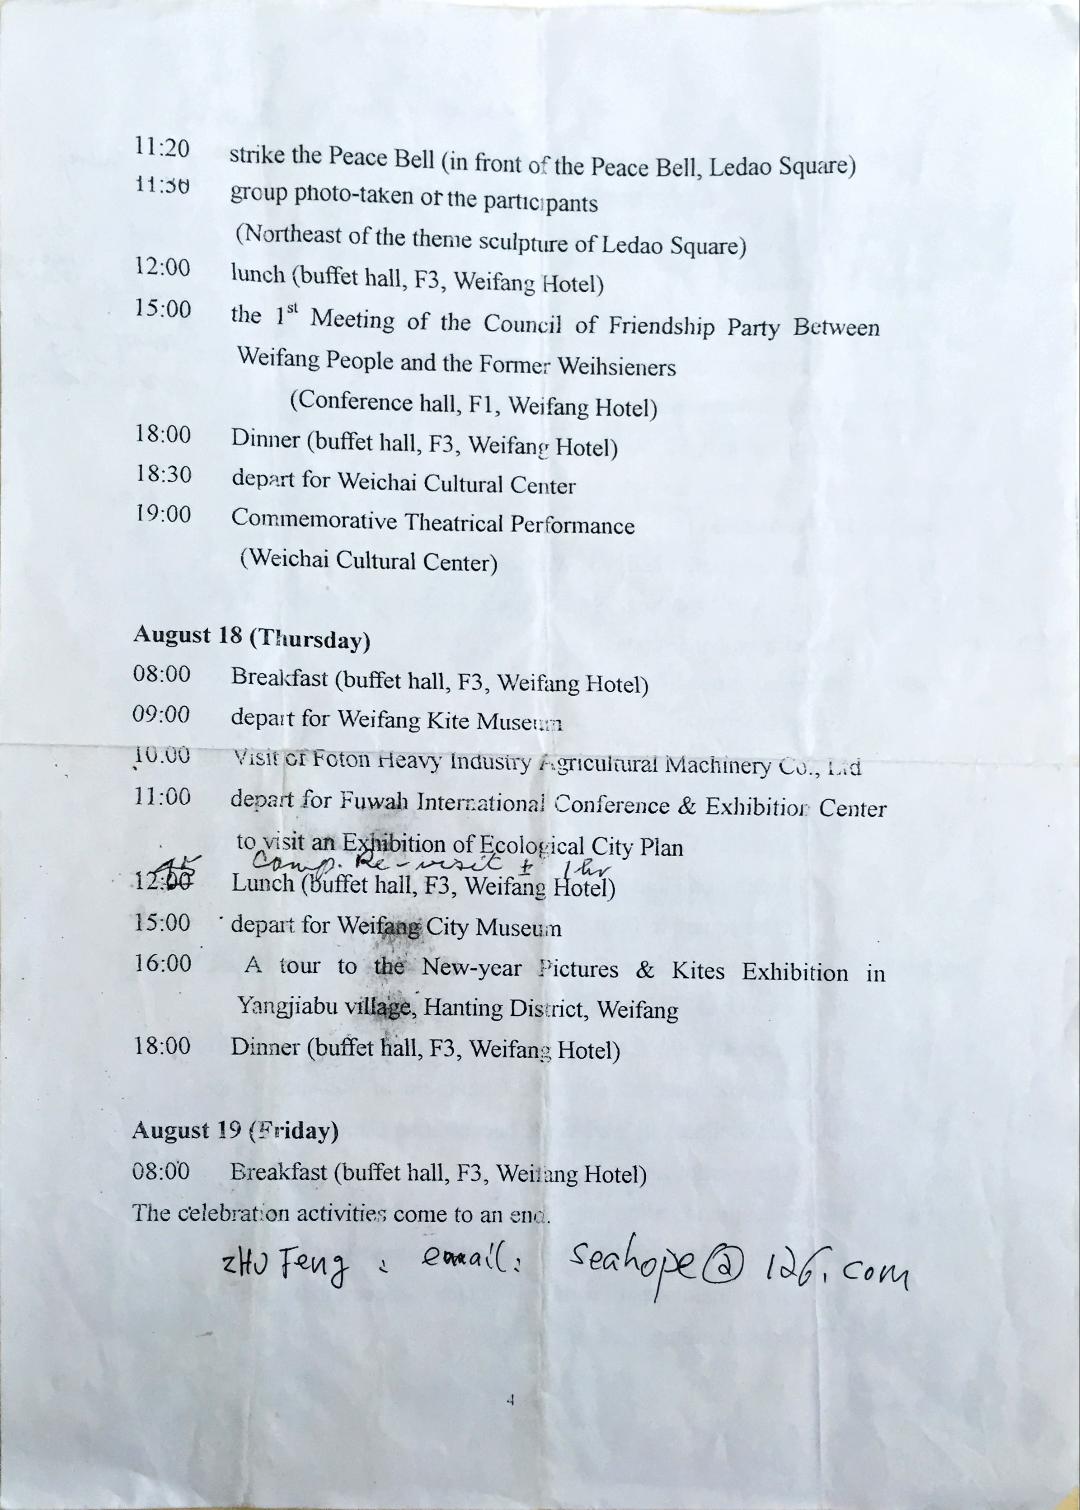 11:20 strike the Peace Bell (in front of the Peace Bell, Ledao Square)
11:30 group photo-taken of the participants
(Northeast of the theme sculpture of Ledao Square)
12:00 lunch (buffet hall, F3, Weifang Hotel)
15:00 the 1st Meeting of the Council of Friendship Party Between
Weifang People and the Former Weihsieners
(Conference hall, F1, Weifang Hotel)
18:00 Dinner (buffet hall, F3, Weifang Hotel)
18:30 depart for Weichai Cultural Center
19:00 Commemorative Theatrical Performance
(Weichai Cultural Center)
August 18 (Thursday)
08:00 Breakfast (buffet hall, F3, Weifang Hotel)
09:00 depart for Weifang Kite Museum
10:00 Visit of Foton Heavy Industry Agricultural Machinery Co., Ltd
11:00 depart for Fuwah International Conference & Exhibition Center
to visit an Exhibition of Ecological City Plan
Camp. Re-visit ± 1 hr
12:00 Lunch (buffet hall, F3, Weifang Hotel)
15:00 depart for Weifang City Museum
16:00 A tour to the New-year Pictures & Kites Exhibition in
Yangjiabu village, Hanting District, Weifang
18:00 Dinner (buffet hall, F3, Weifang Hotel)
August 19 (Friday)
08:00 Breakfast (buffet hall, F3, Weifang Hotel)
The celebration activities come to an end.
ZHU Feng : email: seahope@126.com
4